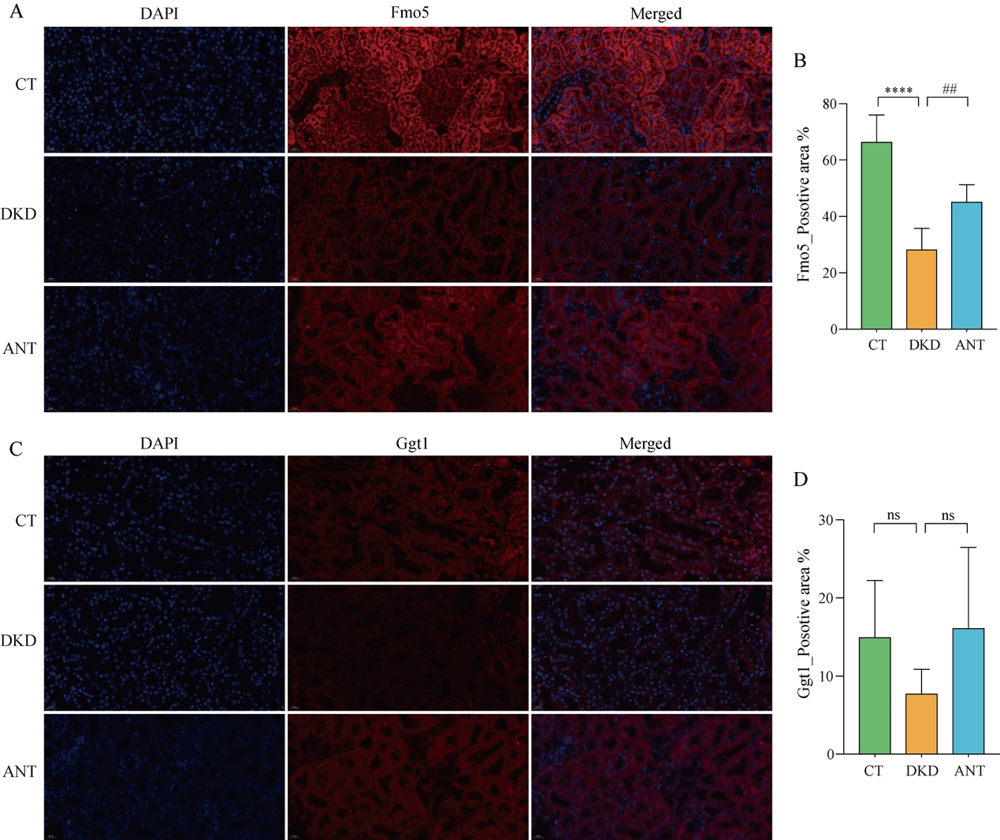 A
DAPI
Fmo5
Merged
CT
DKD
ANT
B
**** ##
Fmo5_Posotive area %
80
60
40
20
0
CT DKD ANT
C
DAPI
Ggt1
Merged
CT
DKD
ANT
D
ns ns
Ggt1_Posotive area %
30
20
10
0
CT DKD ANT